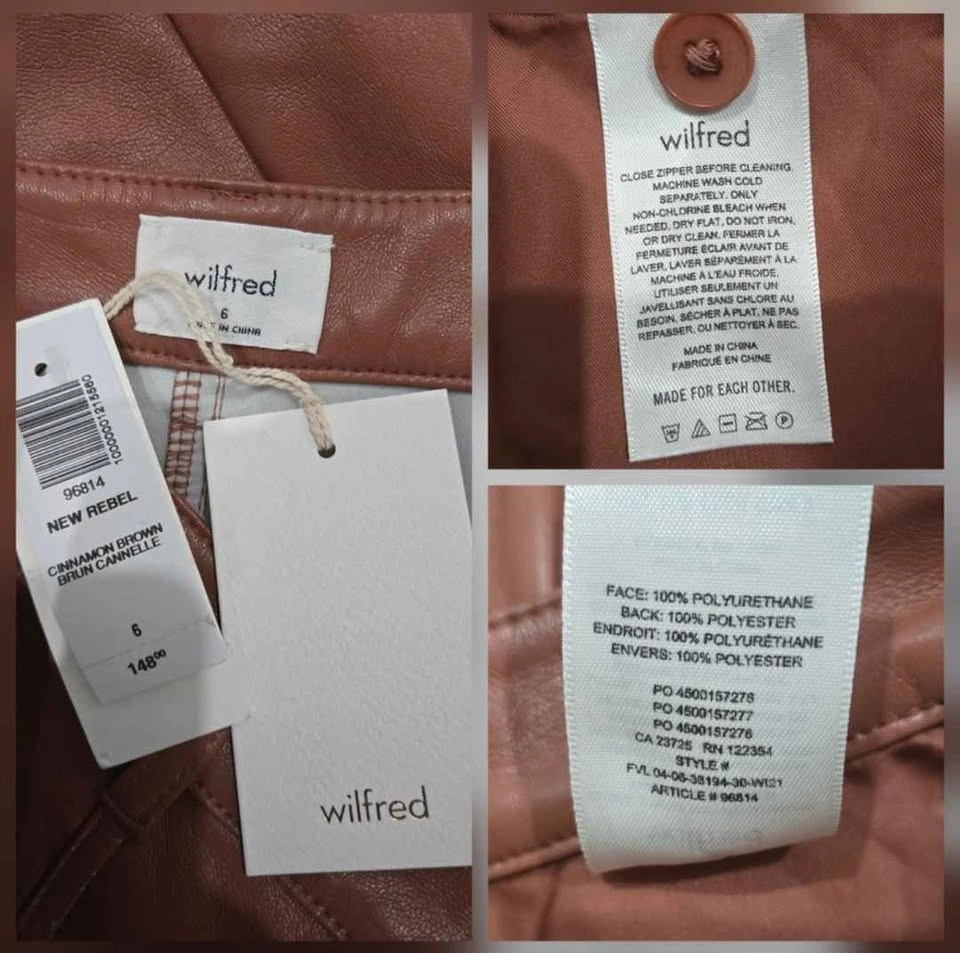 wilfred
6
IN CHINA
10000001215560
96814
NEW REBEL
CINNAMON BROWN
BRUN CANNELLE
6
148⁰⁰
wilfred
wilfred
CLOSE ZIPPER BEFORE CLEANING.
MACHINE WASH COLD
SEPARATELY. ONLY
NON-CHLORINE BLEACH WHEN
NEEDED. DRY FLAT. DO NOT IRON,
OR DRY CLEAN. FERMER LA
FERMETURE ÉCLAIR AVANT DE
LAVER. LAVER SÉPARÉMENT À LA
MACHINE À L'EAU FROIDE.
UTILISER SEULEMENT UN
JAVELLISANT SANS CHLORE AU
BESOIN. SÉCHER À PLAT, NE PAS
REPASSER, OU NETTOYER À SEC.
MADE IN CHINA
FABRIQUÉ EN CHINE
MADE FOR EACH OTHER.
P
FACE: 100% POLYURETHANE
BACK: 100% POLYESTER
ENDROIT: 100% POLYURÉTHANE
ENVERS: 100% POLYESTER
PO 4500157276
PO 4500157277
PO 4500157276
CA 23725 RN 122354
STYLE #
FVL 04-06-38194-30-WI21
ARTICLE # 96814